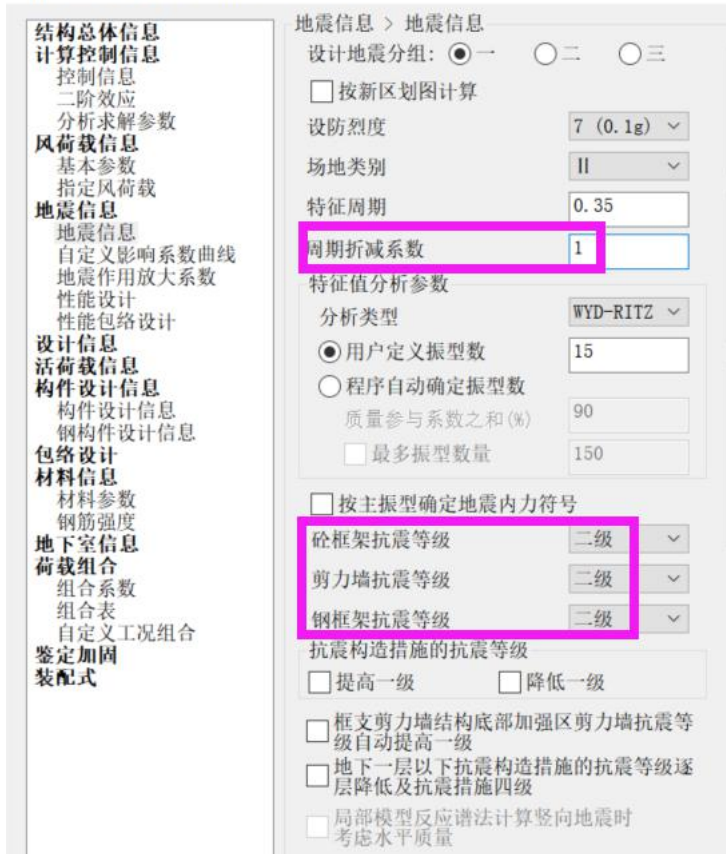 结构总体信息
计算控制信息
控制信息
二阶效应
分析求解参数
风荷载信息
基本参数
指定风荷载
地震信息
地震信息
自定义影响系数曲线
地震作用放大系数
性能设计
性能包络设计
设计信息
活荷载信息
构件设计信息
构件设计信息
钢构件设计信息
包络设计
材料信息
材料参数
钢筋强度
地下室信息
荷载组合
组合系数
组合表
自定义工况组合
鉴定加固
装配式
地震信息 > 地震信息
设计地震分组: 一 二 三
按新区划图计算
设防烈度 7 (0.1g)
场地类别 II
特征周期 0.35
周期折减系数 1
特征值分析参数
分析类型 WYD-RITZ
用户定义振型数 15
程序自动确定振型数
质量参与系数之和(%) 90
最多振型数量 150
按主振型确定地震内力符号
砼框架抗震等级 二级
剪力墙抗震等级 二级
钢框架抗震等级 二级
抗震构造措施的抗震等级
提高一级 降低一级
框支剪力墙结构底部加强区剪力墙抗震等
级自动提高一级
地下一层以下抗震构造措施的抗震等级逐
层降低及抗震措施四级
局部模型反应谱法计算竖向地震时
考虑水平质量